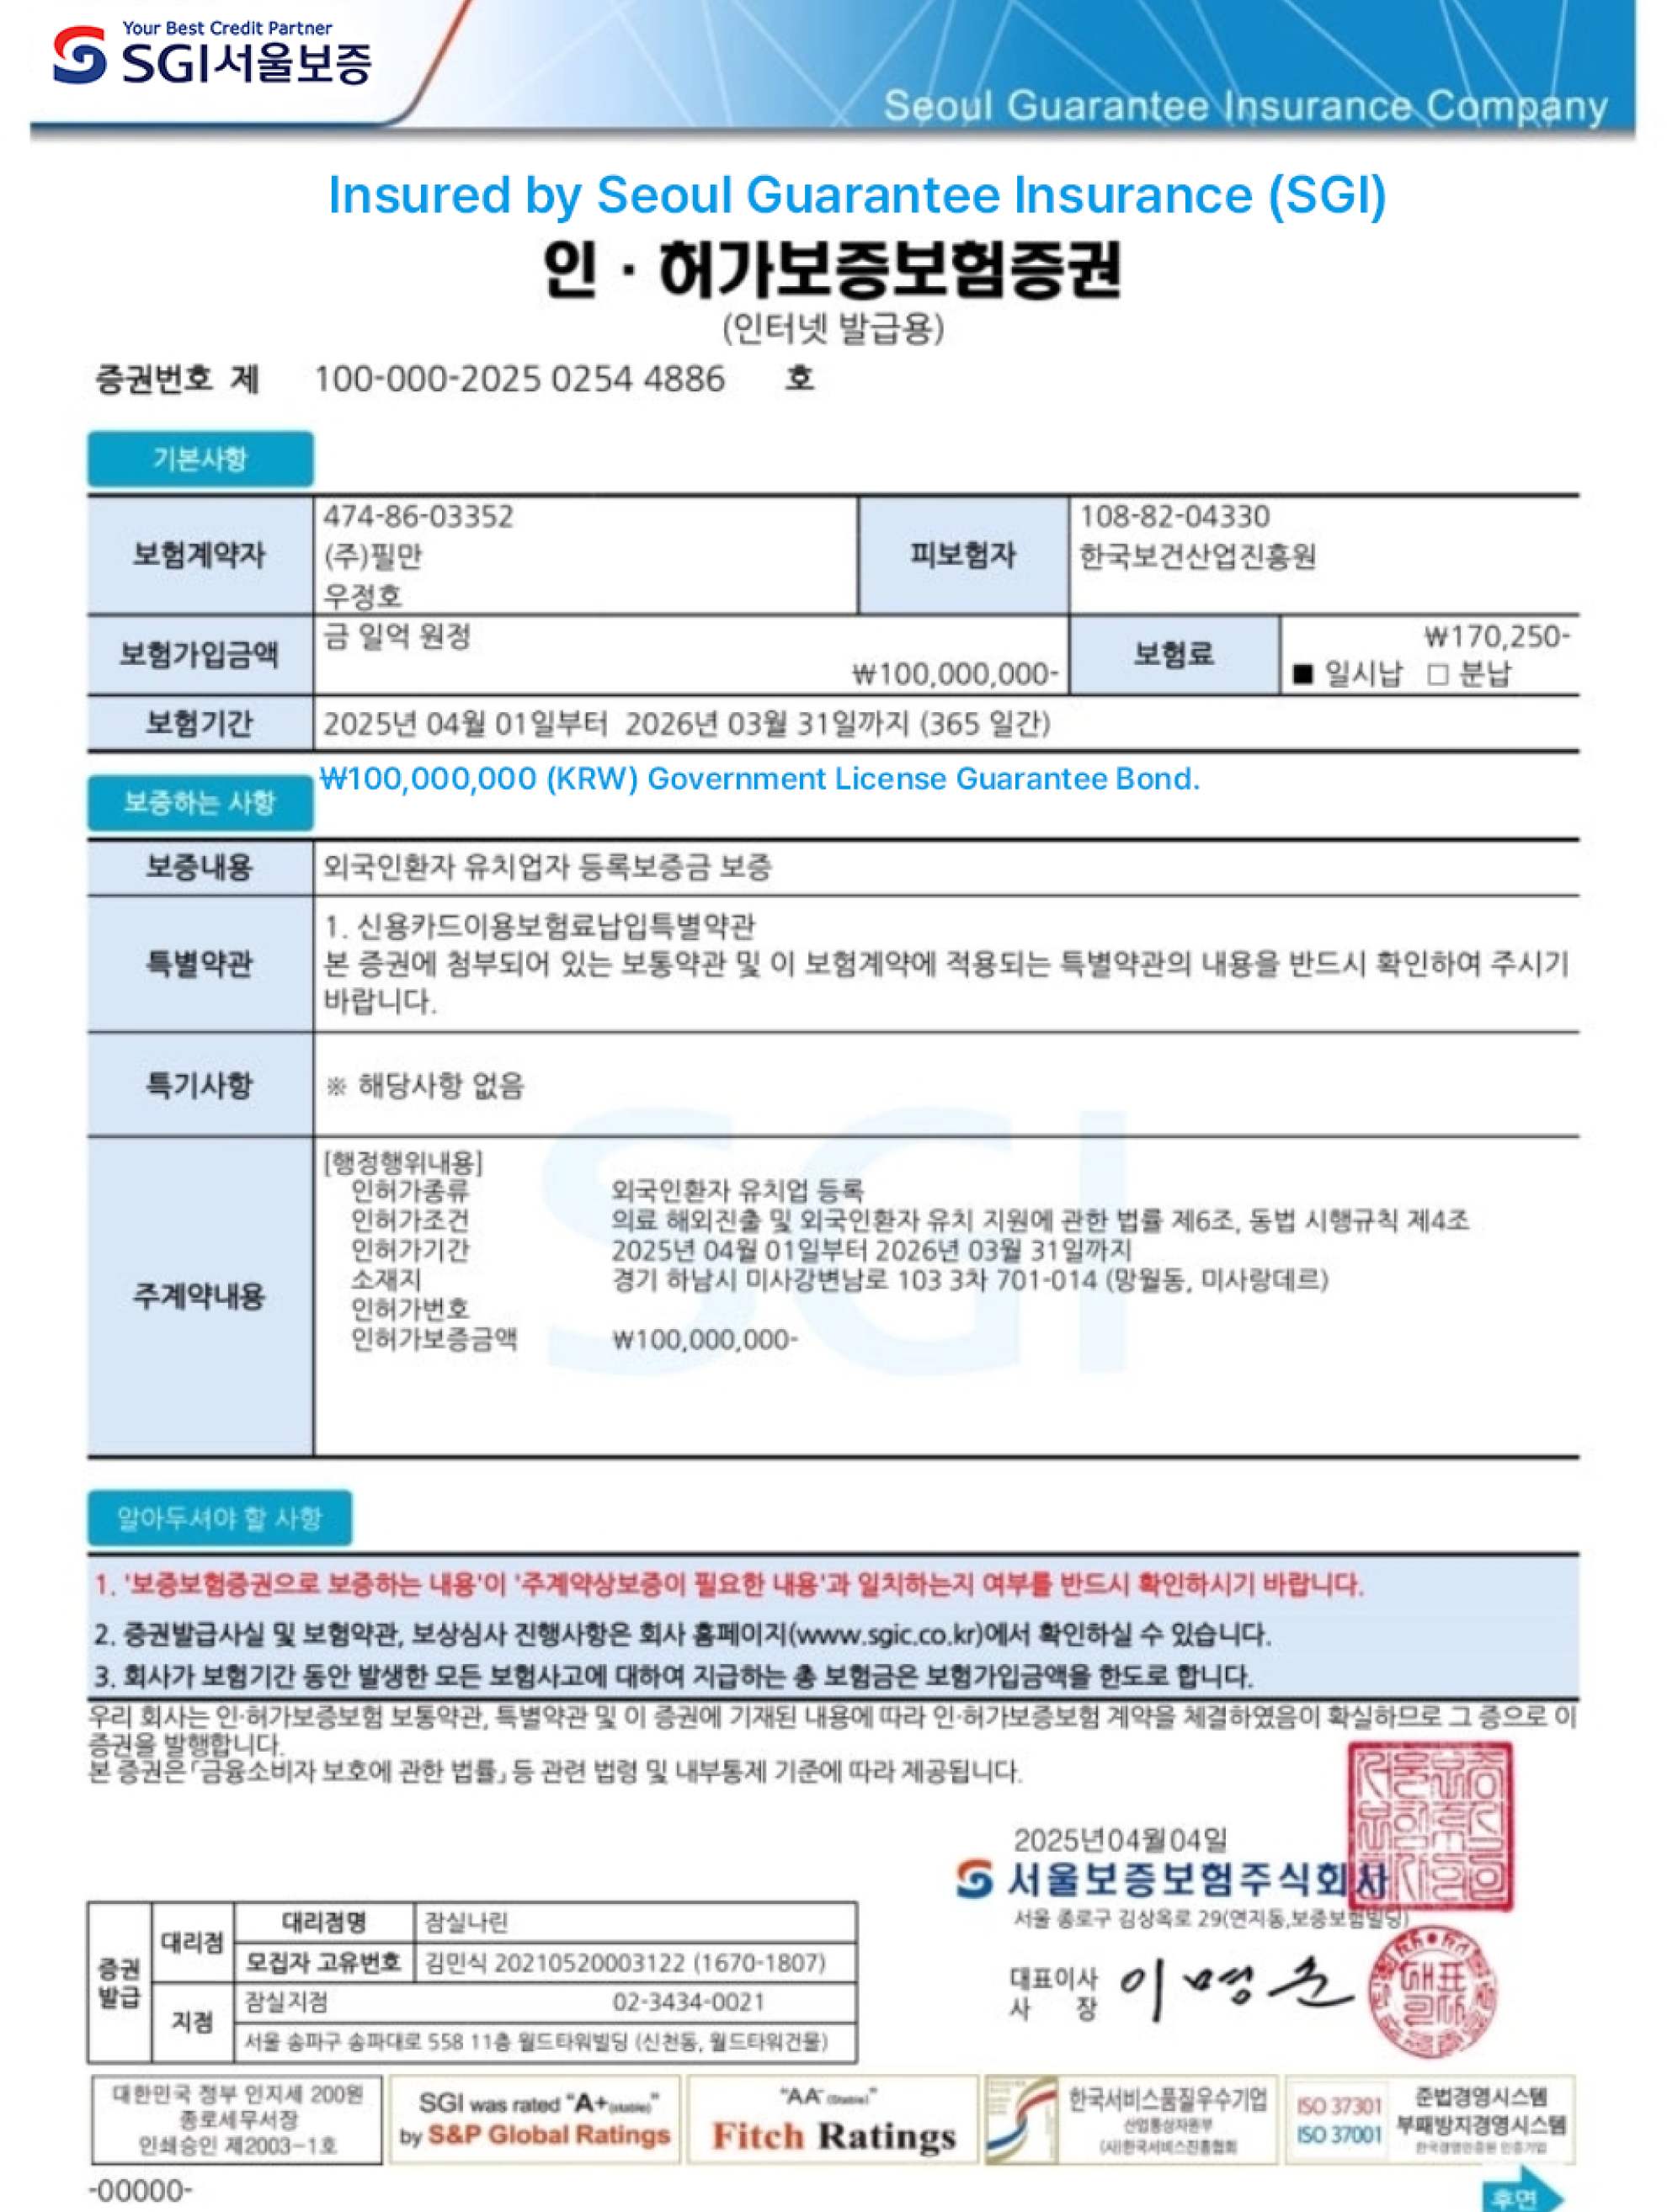 Your Best Credit Partner
SGI서울보증
Seoul Guarantee Insurance Company
Insured by Seoul Guarantee Insurance (SGI)
인 · 허가보증보험증권
(인터넷 발급용)
증권번호 제 100-000-2025 0254 4886 호
기본사항
보험계약자
474-86-03352
(주)필만
우정호
피보험자
108-82-04330
한국보건산업진흥원
보험가입금액
금 일억 원정
₩100,000,000-
보험료
₩170,250-
■ 일시납 □ 분납
보험기간
2025년 04월 01일부터 2026년 03월 31일까지 (365 일간)
보증하는 사항
₩100,000,000 (KRW) Government License Guarantee Bond.
보증내용
외국인환자 유치업자 등록보증금 보증
특별약관
1. 신용카드이용보험료납입특별약관
본 증권에 첨부되어 있는 보통약관 및 이 보험계약에 적용되는 특별약관의 내용을 반드시 확인하여 주시기
바랍니다.
특기사항
※ 해당사항 없음
SGI
주계약내용
[행정행위내용]
인허가종류 외국인환자 유치업 등록
인허가조건 의료 해외진출 및 외국인환자 유치 지원에 관한 법률 제6조, 동법 시행규칙 제4조
인허가기간 2025년 04월 01일부터 2026년 03월 31일까지
소재지 경기 하남시 미사강변남로 103 3차 701-014 (망월동, 미사랑데르)
인허가번호
인허가보증금액 ₩100,000,000-
알아두셔야 할 사항
1. '보증보험증권으로 보증하는 내용'이 '주계약상보증이 필요한 내용'과 일치하는지 여부를 반드시 확인하시기 바랍니다.
2. 증권발급사실 및 보험약관, 보상심사 진행사항은 회사 홈페이지(www.sgic.co.kr)에서 확인하실 수 있습니다.
3. 회사가 보험기간 동안 발생한 모든 보험사고에 대하여 지급하는 총 보험금은 보험가입금액을 한도로 합니다.
우리 회사는 인·허가보증보험 보통약관, 특별약관 및 이 증권에 기재된 내용에 따라 인·허가보증보험 계약을 체결하였음이 확실하므로 그 증으로 이
증권을 발행합니다.
본 증권은「금융소비자 보호에 관한 법률」등 관련 법령 및 내부통제 기준에 따라 제공됩니다.
2025년04월04일
서울보증보험주식회사
서울 종로구 김상옥로 29(연지동,보증보험빌딩)
대표이사
사 장
이명순
증권
발급
대리점
대리점명 잠실나린
모집자 고유번호 김민식 20210520003122 (1670-1807)
지점
잠실지점 02-3434-0021
서울 송파구 송파대로 558 11층 월드타워빌딩 (신천동, 월드타워건물)
대한민국 정부 인지세 200원
종로세무서장
인쇄승인 제2003-1호
SGI was rated "A+(stable)"
by S&P Global Ratings
"AA- (Stable)"
Fitch Ratings
한국서비스품질우수기업
산업통상자원부
(사)한국서비스진흥협회
ISO 37301
ISO 37001
준법경영시스템
부패방지경영시스템
한국경영인증원 인증기업
-00000-
후면